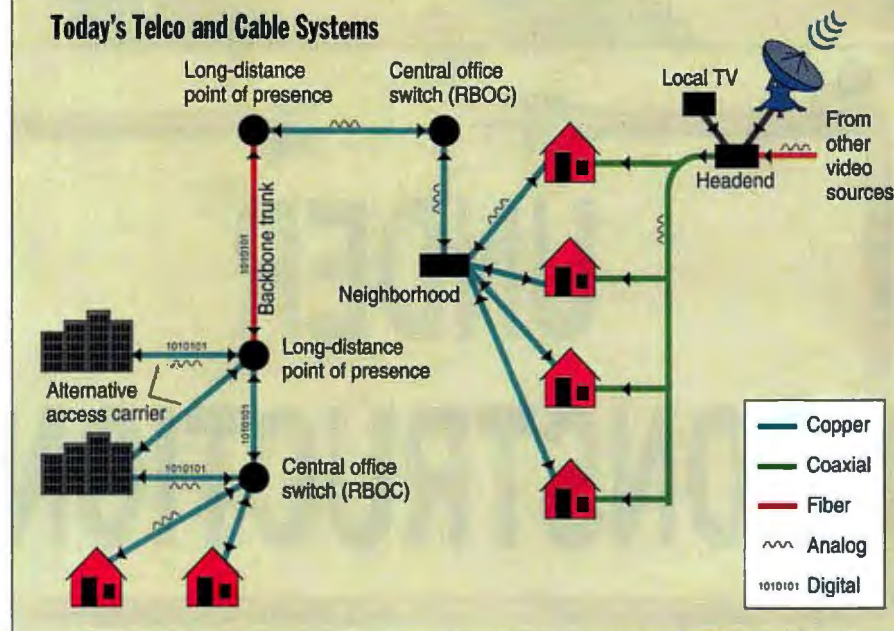 Today's Telco and Cable Systems
Long-distance
point of presence
Central office
switch (RBOC)
Local TV
From
other
video
sources
Headend
Backbone trunk
1010101
Neighborhood
1010101
Long-distance
point of presence
Alternative
access carrier
1010101
1010101
Central office
switch (RBOC)
Copper
Coaxial
Fiber
Analog
1010101 Digital